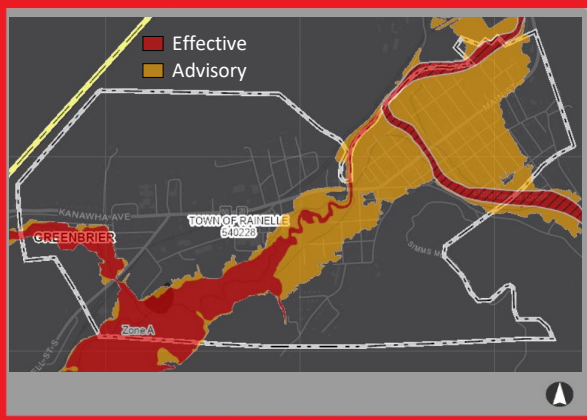 Effective
Advisory
KANAWHA AVE
TOWN OF RAINELLE
540228
GREENBRIER
Zone A